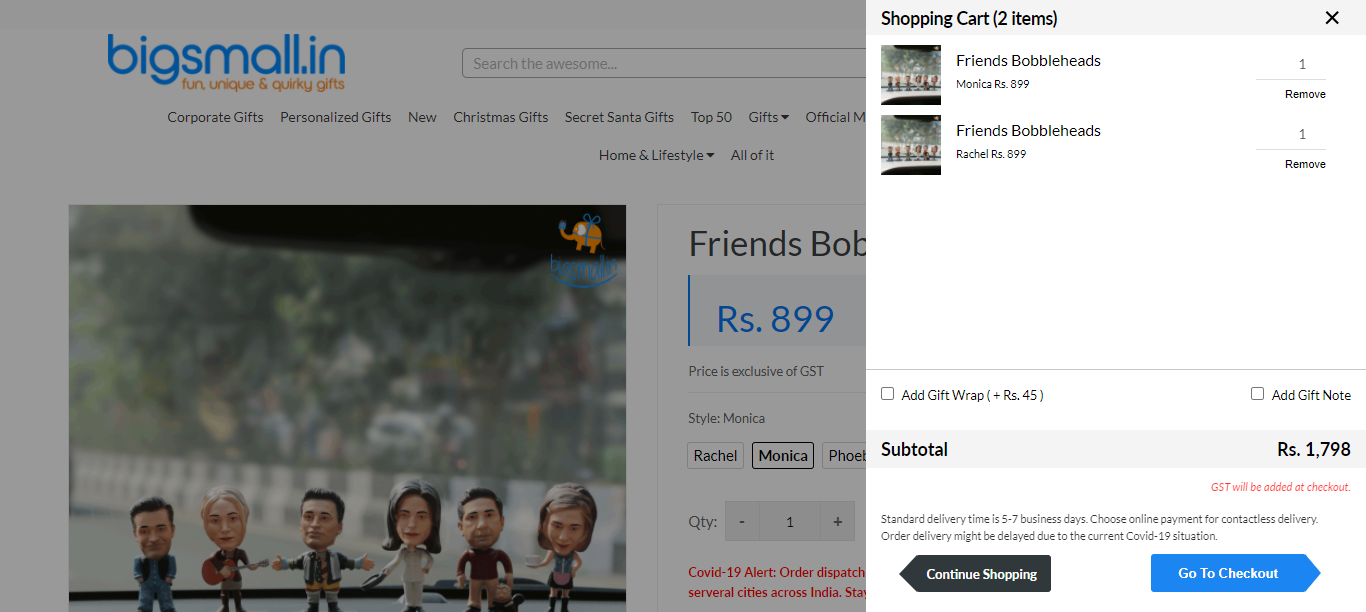 bigsmall.in
fun, unique & quirky gifts
Search the awesome...
Corporate Gifts Personalized Gifts New Christmas Gifts Secret Santa Gifts Top 50 Gifts Official M
Home & Lifestyle All of it
bigsmall.in
Friends Bob
Rs. 899
Price is exclusive of GST
Style: Monica
Rachel Monica Phoeb
Qty: - 1 +
Covid-19 Alert: Order dispatch
serveral cities across India. Stay
Shopping Cart (2 items)
Friends Bobbleheads 1
Monica Rs. 899 Remove
Friends Bobbleheads 1
Rachel Rs. 899 Remove
Add Gift Wrap ( + Rs. 45 ) Add Gift Note
Subtotal Rs. 1,798
GST will be added at checkout.
Standard delivery time is 5-7 business days. Choose online payment for contactless delivery.
Order delivery might be delayed due to the current Covid-19 situation.
Continue Shopping Go To Checkout